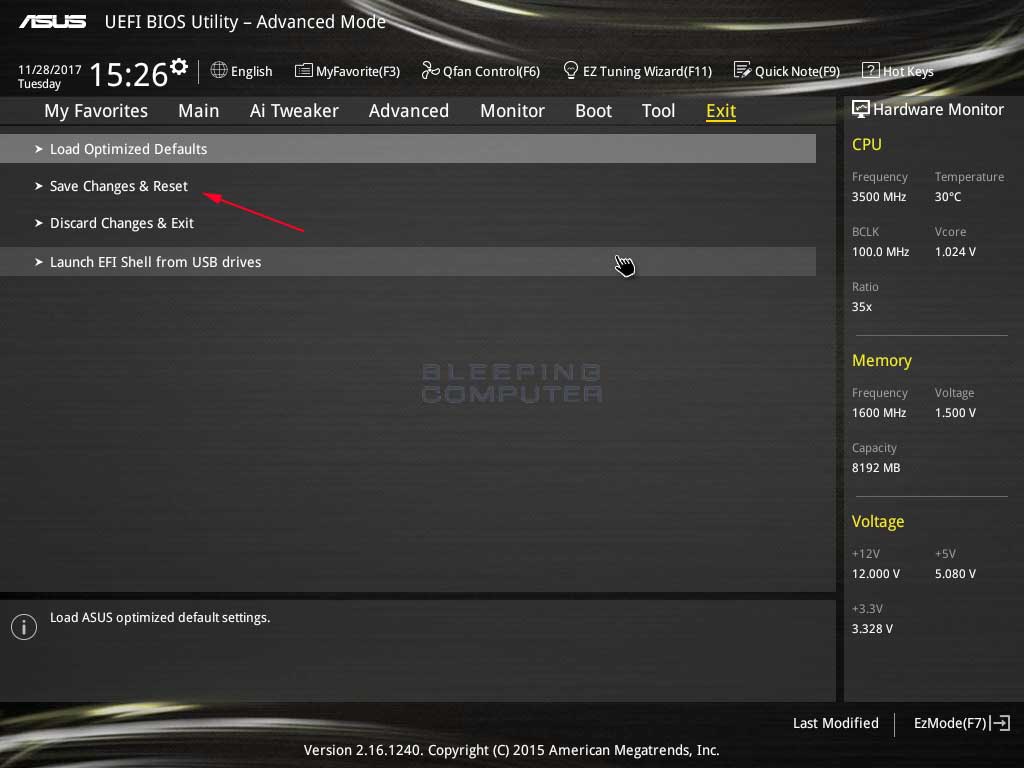 ASUS UEFI BIOS Utility – Advanced Mode
11/28/2017
Tuesday
15:26
English
MyFavorite(F3)
Qfan Control(F6)
EZ Tuning Wizard(F11)
Quick Note(F9)
? Hot Keys
My Favorites
Main
Ai Tweaker
Advanced
Monitor
Boot
Tool
Exit
Load Optimized Defaults
Save Changes & Reset
Discard Changes & Exit
Launch EFI Shell from USB drives
BLEEPING
COMPUTER
Load ASUS optimized default settings.
Hardware Monitor
CPU
Frequency Temperature
3500 MHz 30°C
BCLK Vcore
100.0 MHz 1.024 V
Ratio
35x
Memory
Frequency Voltage
1600 MHz 1.500 V
Capacity
8192 MB
Voltage
+12V +5V
12.000 V 5.080 V
+3.3V
3.328 V
Last Modified
EzMode(F7)
Version 2.16.1240. Copyright (C) 2015 American Megatrends, Inc.